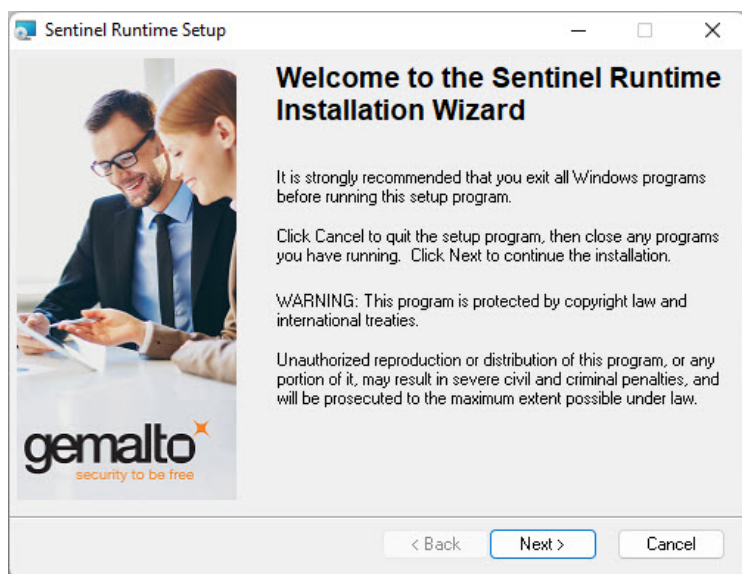 Sentinel Runtime Setup
Welcome to the Sentinel Runtime
Installation Wizard
It is strongly recommended that you exit all Windows programs
before running this setup program.
Click Cancel to quit the setup program, then close any programs
you have running. Click Next to continue the installation.
WARNING: This program is protected by copyright law and
international treaties.
Unauthorized reproduction or distribution of this program, or any
portion of it, may result in severe civil and criminal penalties, and
will be prosecuted to the maximum extent possible under law.
gemalto
security to be free
< Back
Next >
Cancel